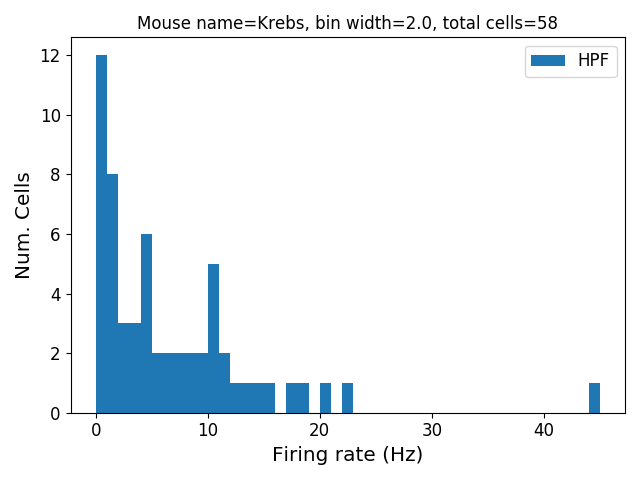 Mouse name=Krebs, bin width=2.0, total cells=58
HPF
12
10
8
6
4
2
0
Num. Cells
0 10 20 30 40
Firing rate (Hz)